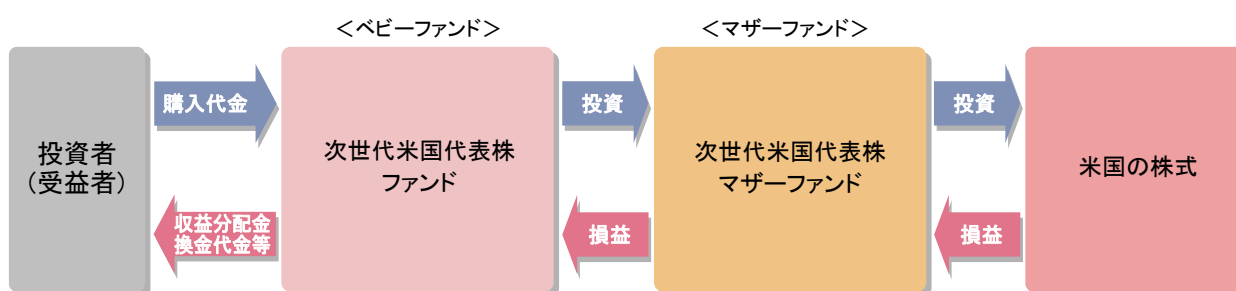 ＜ベビーファンド＞
＜マザーファンド＞
投資者
(受益者)
購入代金
収益分配金
換金代金等
次世代米国代表株
ファンド
投資
損益
次世代米国代表株
マザーファンド
投資
損益
米国の株式